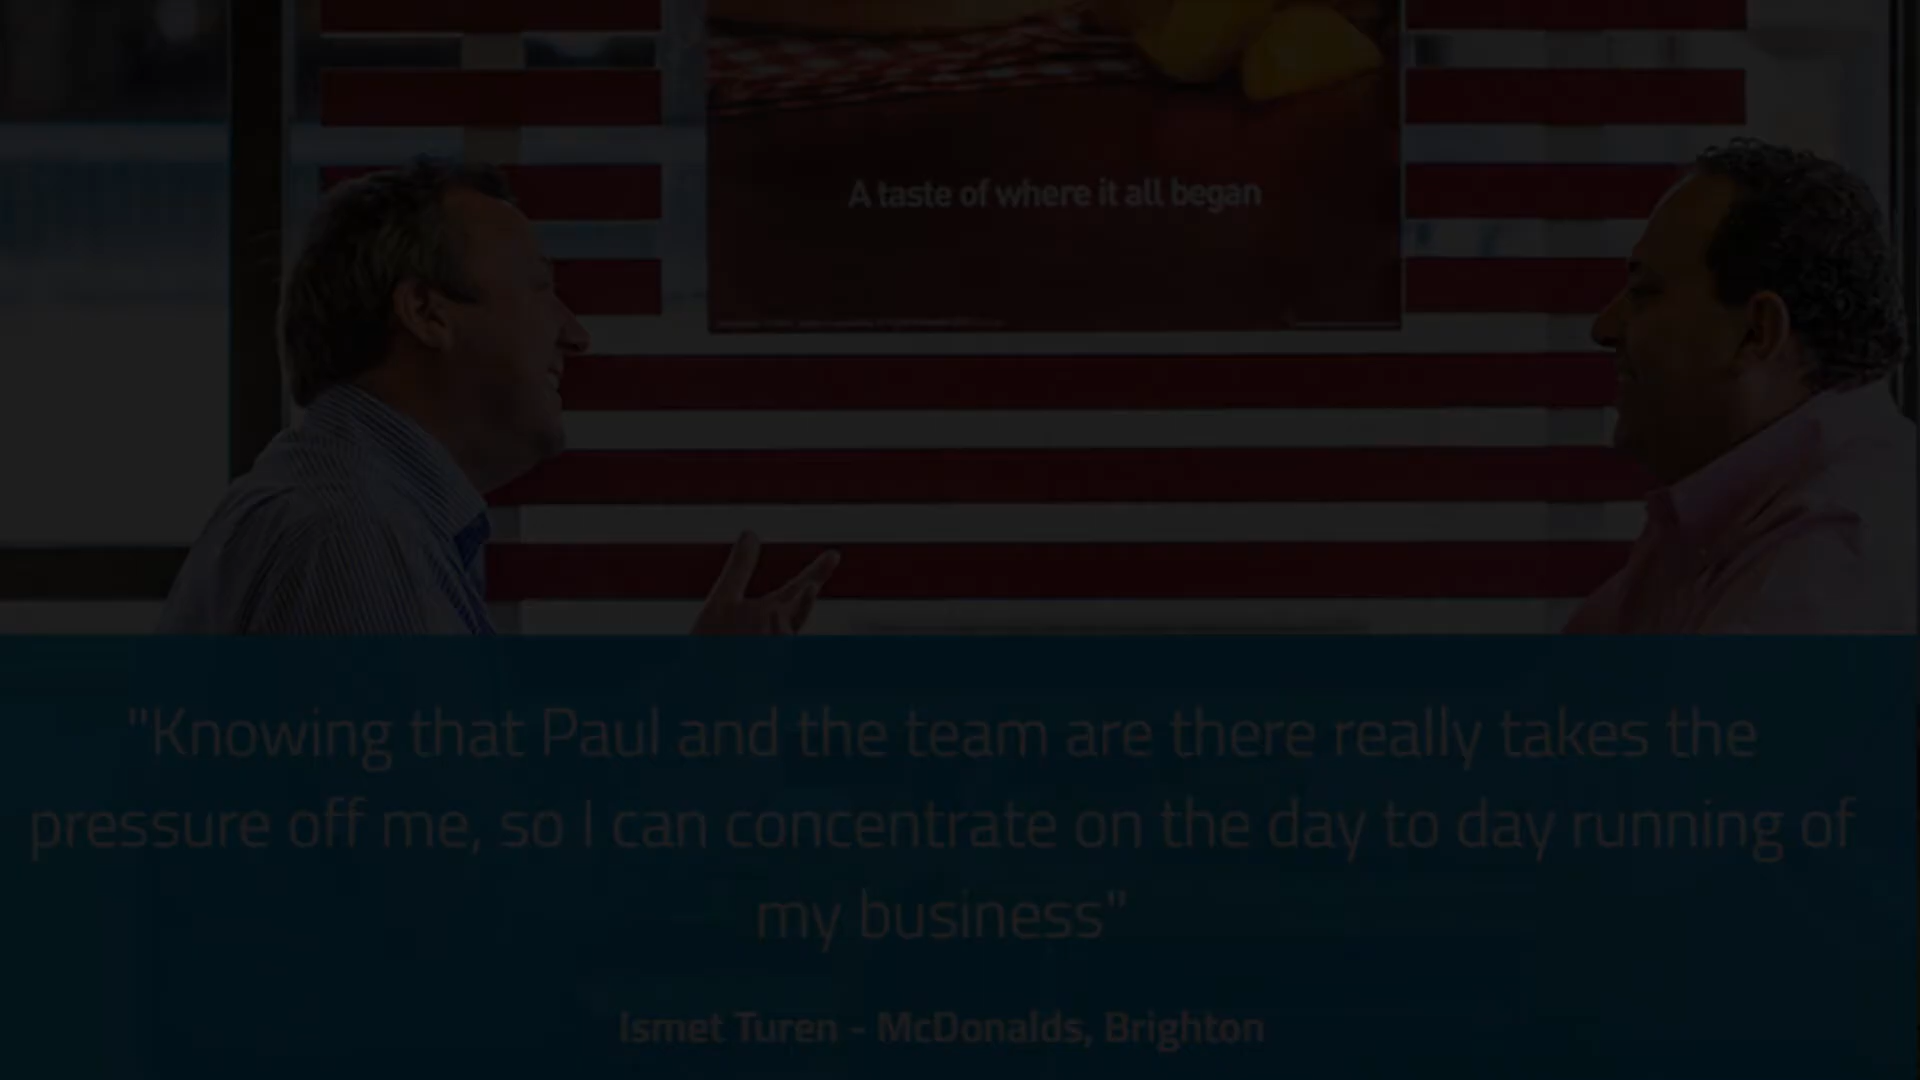 A taste of where it all began
"Knowing that Paul and the team are there really takes the
pressure off me, so I can concentrate on the day to day running of
my business"
Ismet Turen - McDonalds, Brighton